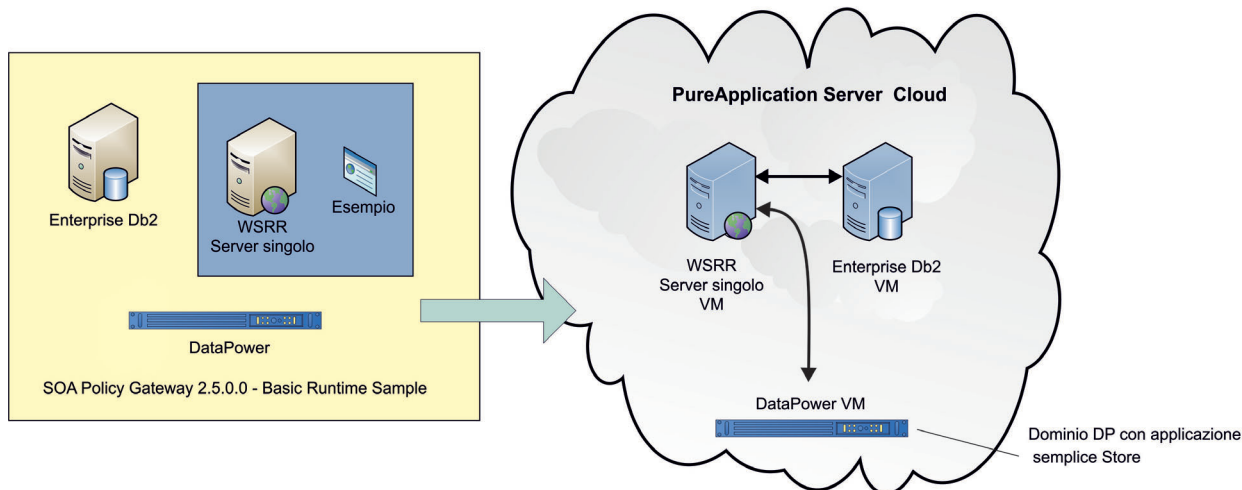 Enterprise Db2
WSRR
Server singolo
Esempio
DataPower
SOA Policy Gateway 2.5.0.0 - Basic Runtime Sample
PureApplication Server Cloud
WSRR
Server singolo
VM
Enterprise Db2
VM
DataPower VM
Dominio DP con applicazione
semplice Store